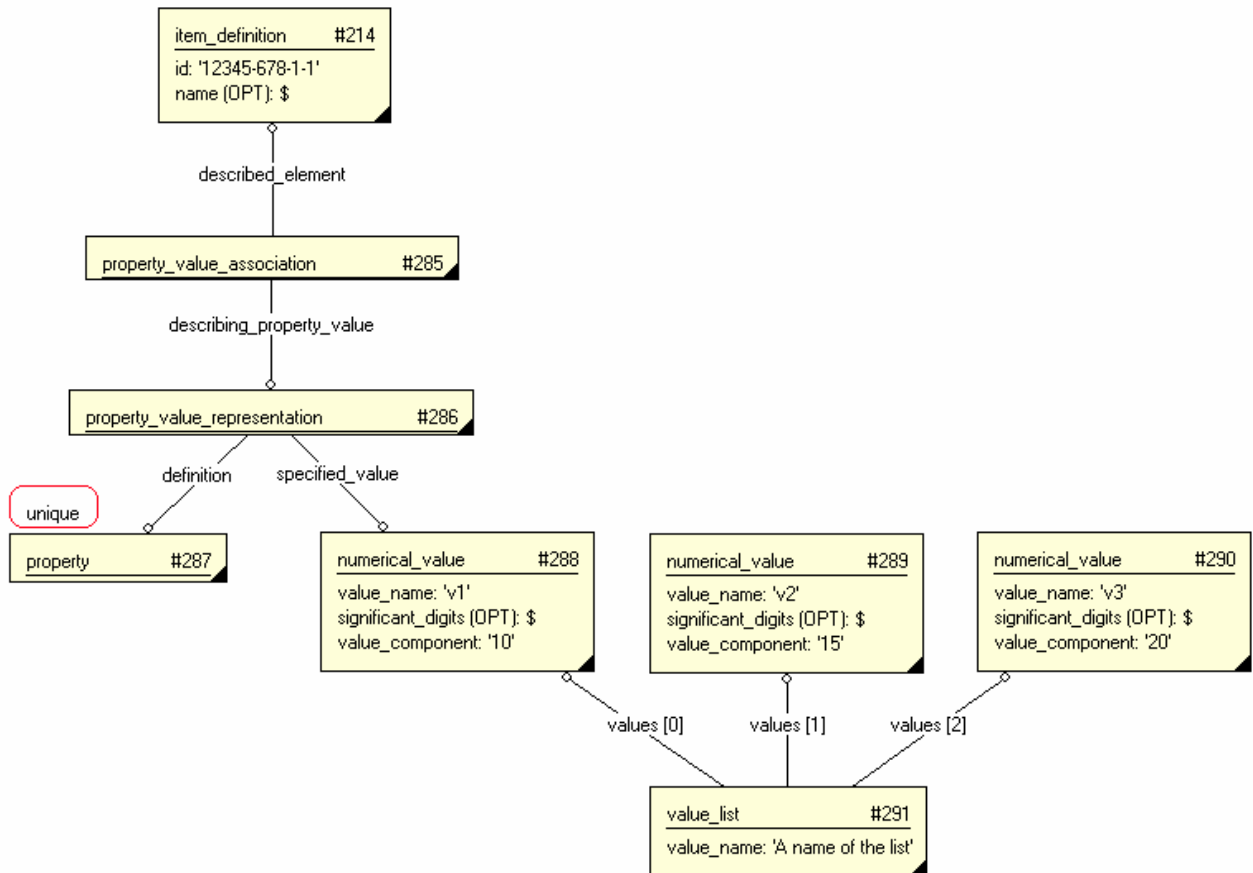 item_definition #214
id: '12345-678-1-1'
name (OPT): $
described_element
property_value_association #285
describing_property_value
property_value_representation #286
definition
specified_value
unique
property #287
numerical_value #288
value_name: 'v1'
significant_digits (OPT): $
value_component: '10'
numerical_value #289
value_name: 'v2'
significant_digits (OPT): $
value_component: '15'
numerical_value #290
value_name: 'v3'
significant_digits (OPT): $
value_component: '20'
values [0]
values [1]
values [2]
value_list #291
value_name: 'A name of the list'